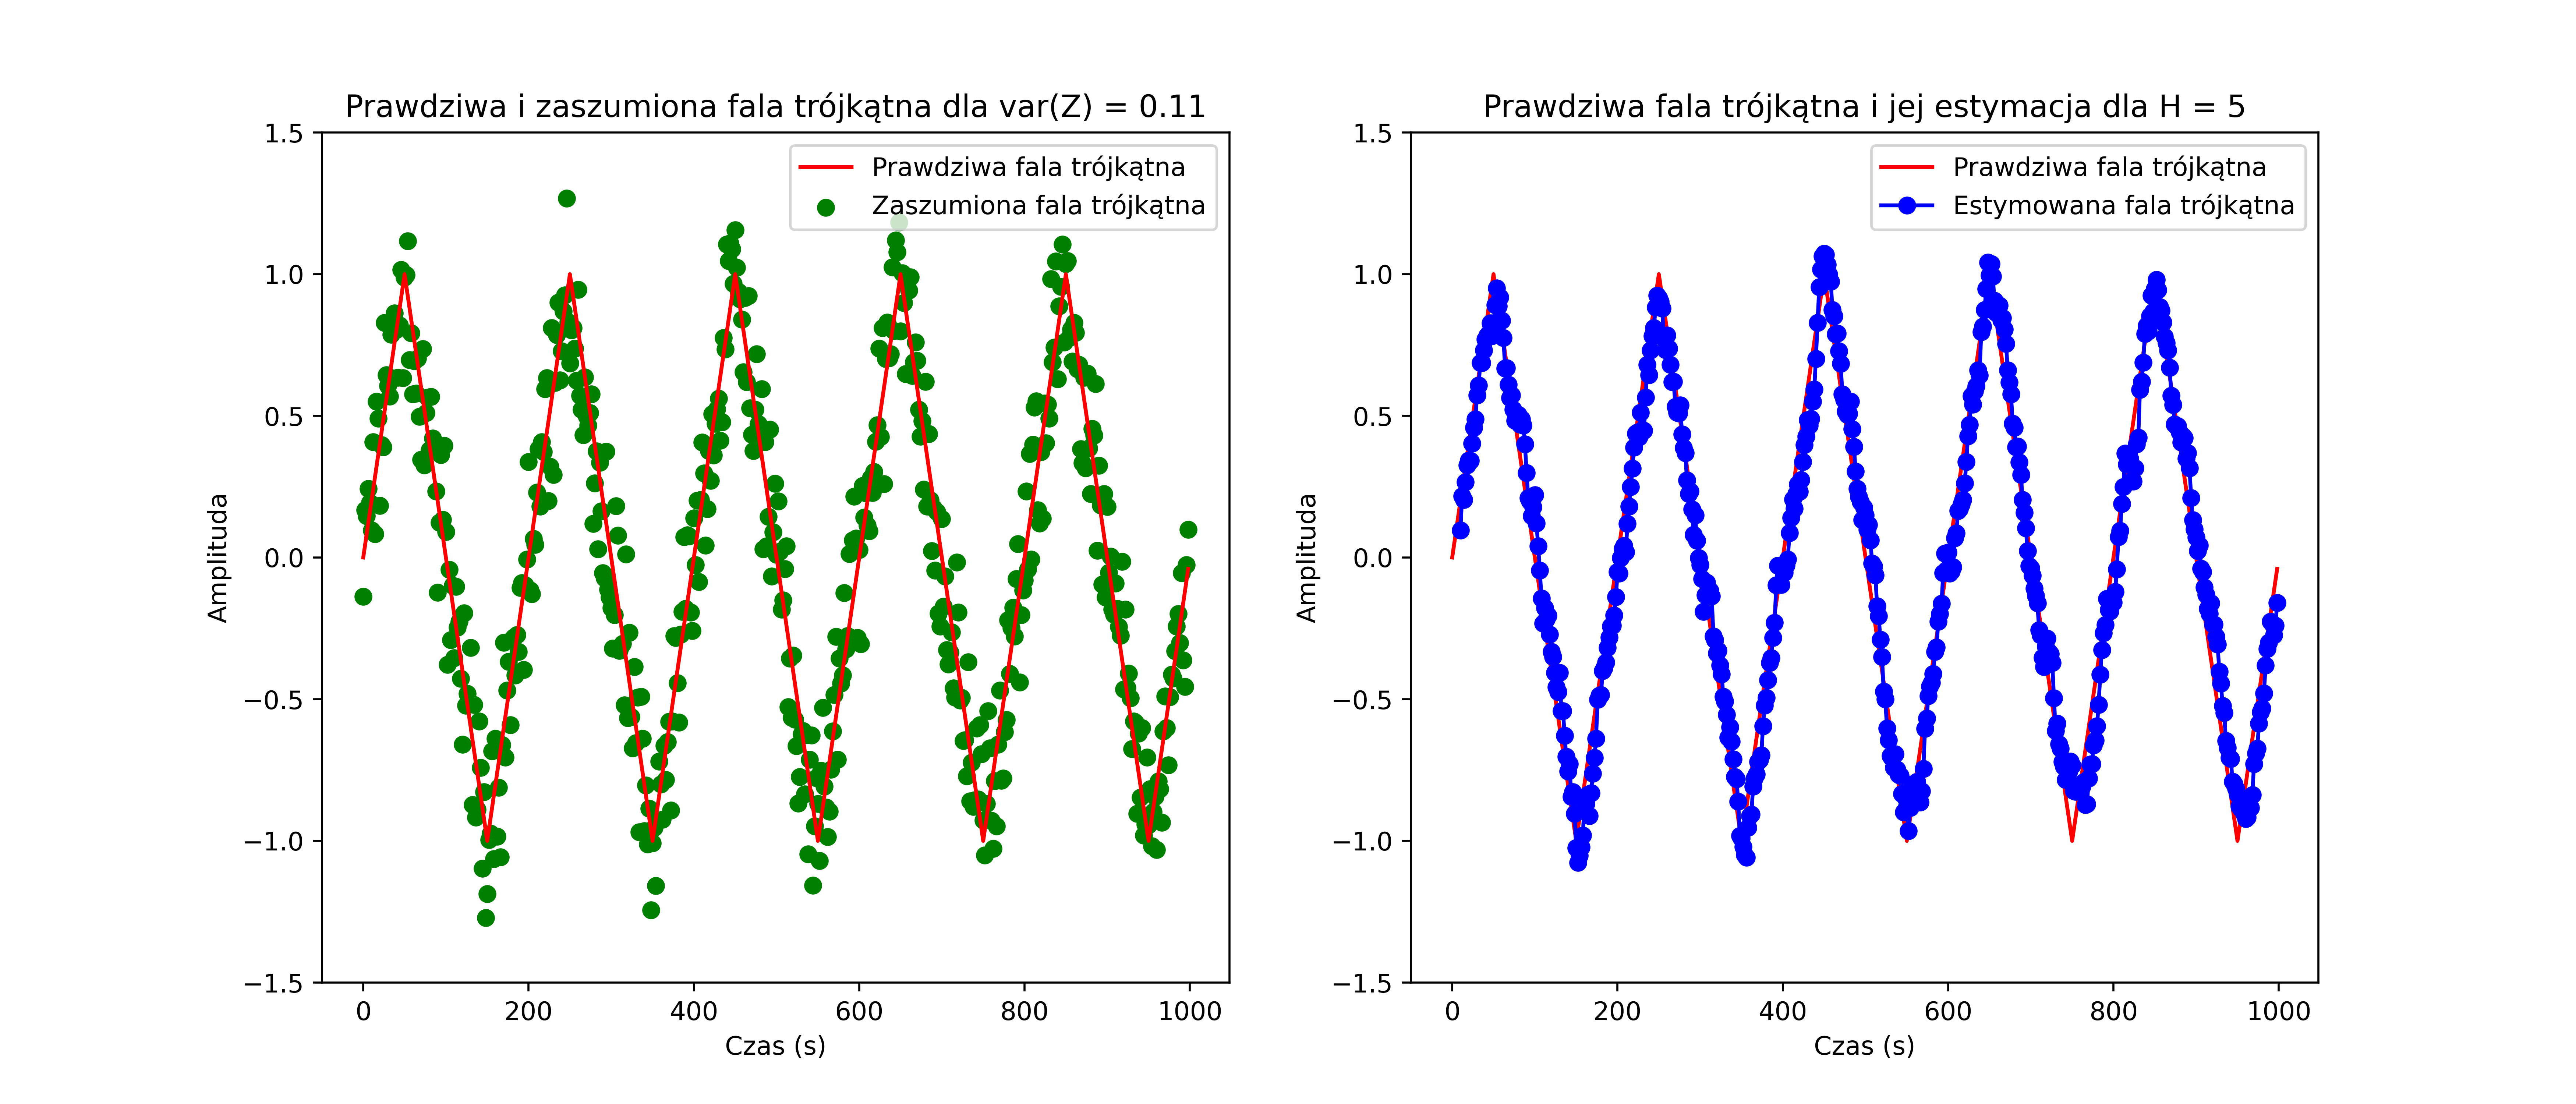 Prawdziwa i zaszumiona fala trójkątna dla var(Z) = 0.11
Prawdziwa fala trójkątna
Zaszumiona fala trójkątna
1.5
1.0
0.5
0.0
−0.5
−1.0
−1.5
Amplituda
0 200 400 600 800 1000
Czas (s)
Prawdziwa fala trójkątna i jej estymacja dla H = 5
Prawdziwa fala trójkątna
Estymowana fala trójkątna
1.5
1.0
0.5
0.0
−0.5
−1.0
−1.5
Amplituda
0 200 400 600 800 1000
Czas (s)